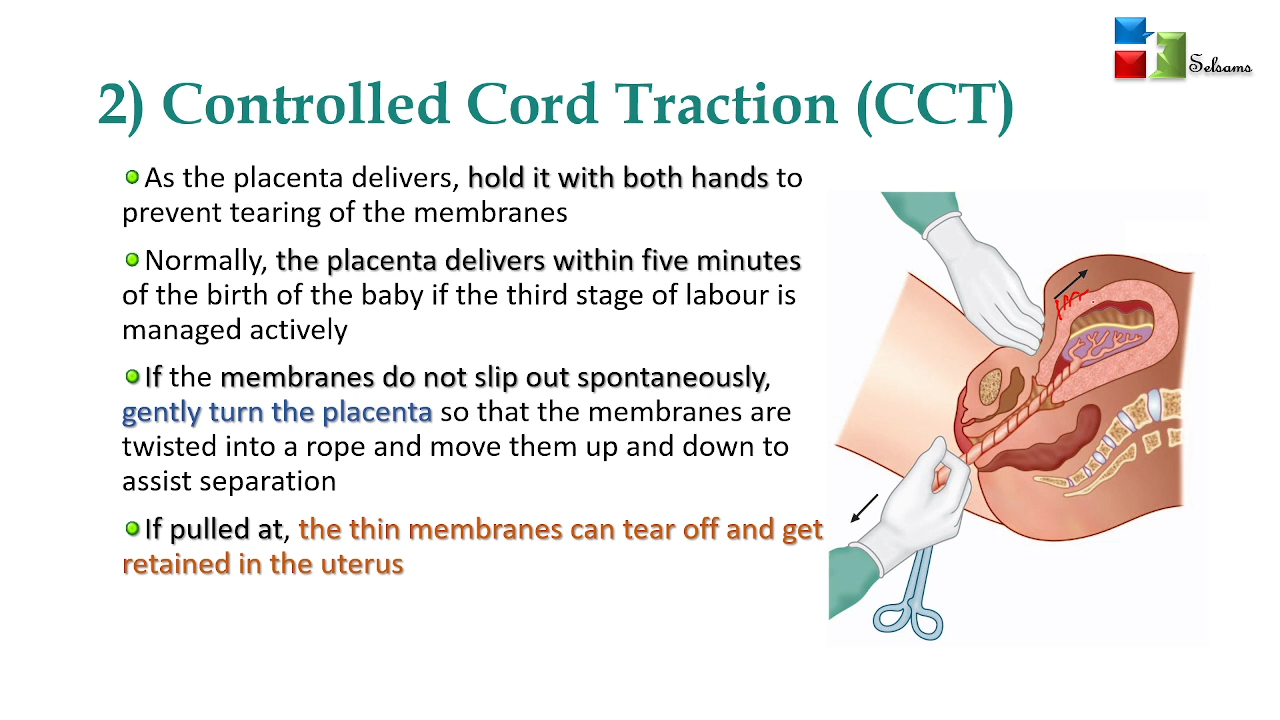 Selsams
2) Controlled Cord Traction (CCT)
As the placenta delivers, hold it with both hands to
prevent tearing of the membranes
Normally, the placenta delivers within five minutes
of the birth of the baby if the third stage of labour is
managed actively
If the membranes do not slip out spontaneously,
gently turn the placenta so that the membranes are
twisted into a rope and move them up and down to
assist separation
If pulled at, the thin membranes can tear off and get
retained in the uterus